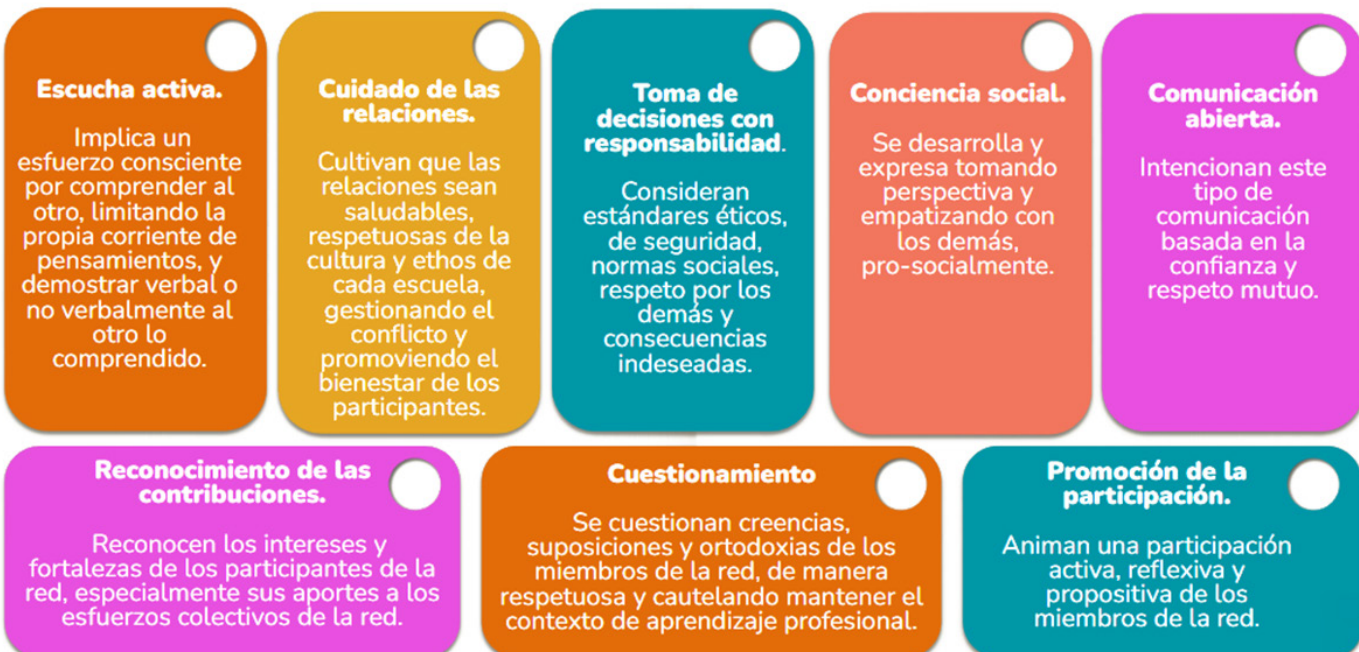 Escucha activa.
Implica un
esfuerzo consciente
por comprender al
otro, limitando la
propia corriente de
pensamientos, y
demostrar verbal o
no verbalmente al
otro lo
comprendido.
Cuidado de las
relaciones.
Cultivan que las
relaciones sean
saludables,
respetuosas de la
cultura y ethos de
cada escuela,
gestionando el
conflicto y
promoviendo el
bienestar de los
participantes.
Toma de
decisiones con
responsabilidad.
Consideran
estándares éticos,
de seguridad,
normas sociales,
respeto por los
demás y
consecuencias
indeseadas.
Conciencia social.
Se desarrolla y
expresa tomando
perspectiva y
empatizando con
los demás,
pro-socialmente.
Comunicación
abierta.
Intencionan este
tipo de
comunicación
basada en la
confianza y
respeto mutuo.
Reconocimiento de las
contribuciones.
Reconocen los intereses y
fortalezas de los participantes de la
red, especialmente sus aportes a los
esfuerzos colectivos de la red.
Cuestionamiento
Se cuestionan creencias,
suposiciones y ortodoxias de los
miembros de la red, de manera
respetuosa y cautelando mantener el
contexto de aprendizaje profesional.
Promoción de la
participación.
Animan una participación
activa, reflexiva y
propositiva de los
miembros de la red.